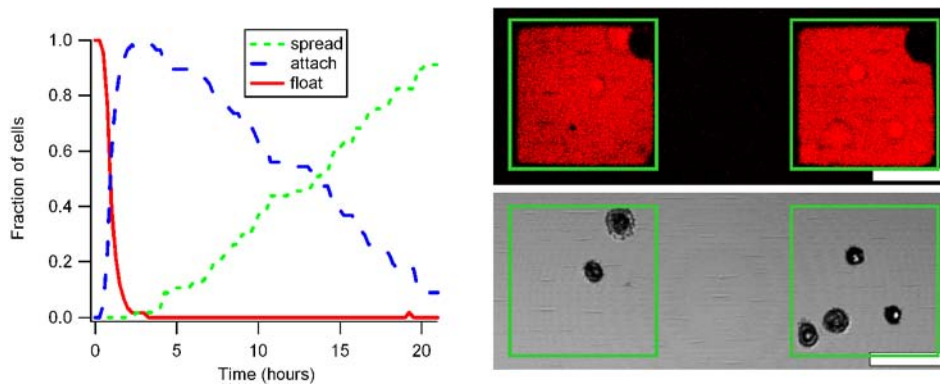 1.0
0.8
0.6
0.4
0.2
0.0
Fraction of cells
spread
attach
float
0 5 10 15 20
Time (hours)